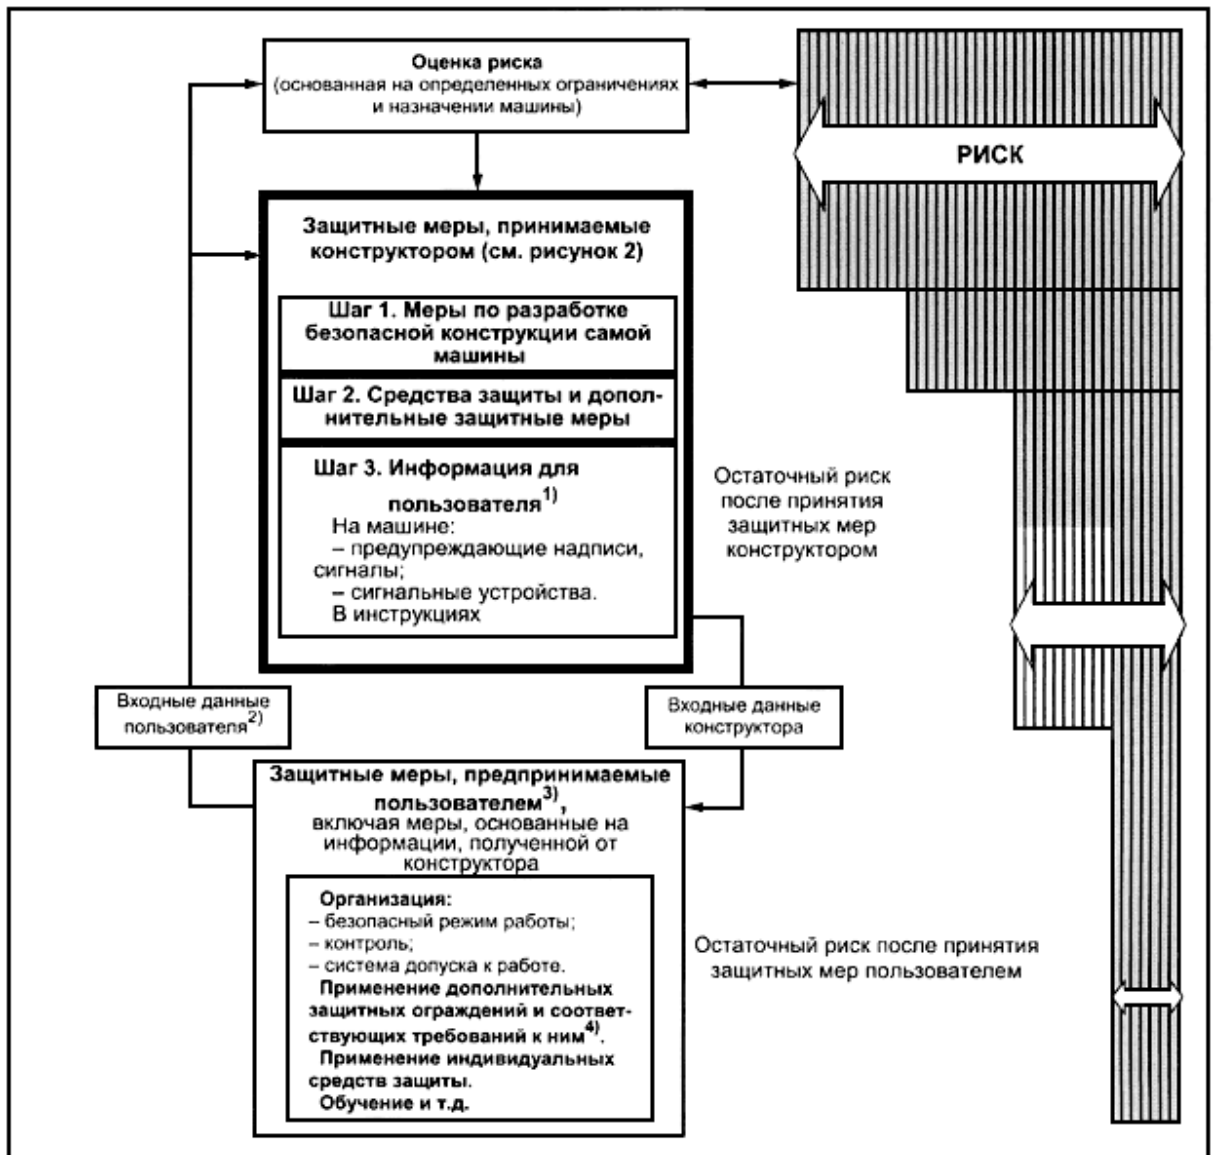 Оценка риска
(основанная на определенных ограничениях
и назначении машины)
РИСК
Защитные меры, принимаемые
конструктором (см. рисунок 2)
Шаг 1. Меры по разработке
безопасной конструкции самой
машины
Шаг 2. Средства защиты и допол-
нительные защитные меры
Шаг 3. Информация для
пользователя1)
На машине:
– предупреждающие надписи,
сигналы;
– сигнальные устройства.
В инструкциях
Остаточный риск
после принятия
защитных мер
конструктором
Входные данные
пользователя2)
Входные данные
конструктора
Защитные меры, предпринимаемые
пользователем3),
включая меры, основанные на
информации, полученной от
конструктора
Организация:
– безопасный режим работы;
– контроль;
– система допуска к работе.
Применение дополнительных
защитных ограждений и соответ-
ствующих требований к ним4).
Применение индивидуальных
средств защиты.
Обучение и т.д.
Остаточный риск после принятия
защитных мер пользователем